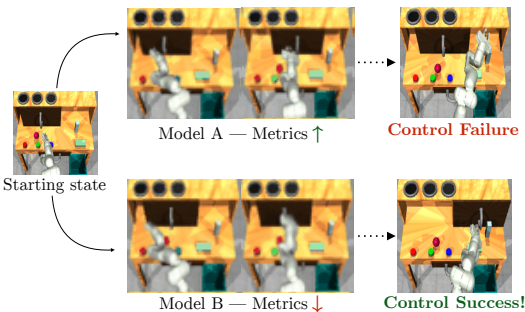 Starting state
Model A — Metrics ↑
Control Failure
Model B — Metrics ↓
Control Success!